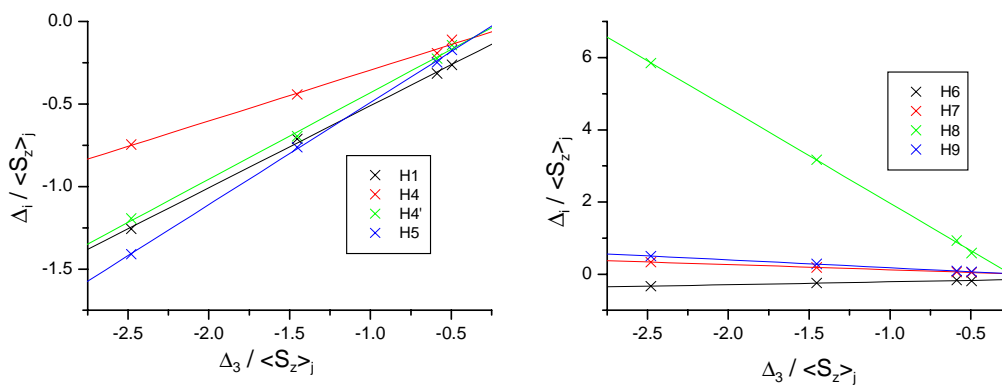 0.0
-0.5
-1.0
-1.5
Δi / <Sz>j
H1
H4
H4'
H5
-2.5 -2.0 -1.5 -1.0 -0.5
Δ3 / <Sz>j
6
4
2
0
Δi / <Sz>j
H6
H7
H8
H9
-2.5 -2.0 -1.5 -1.0 -0.5
Δ3 / <Sz>j